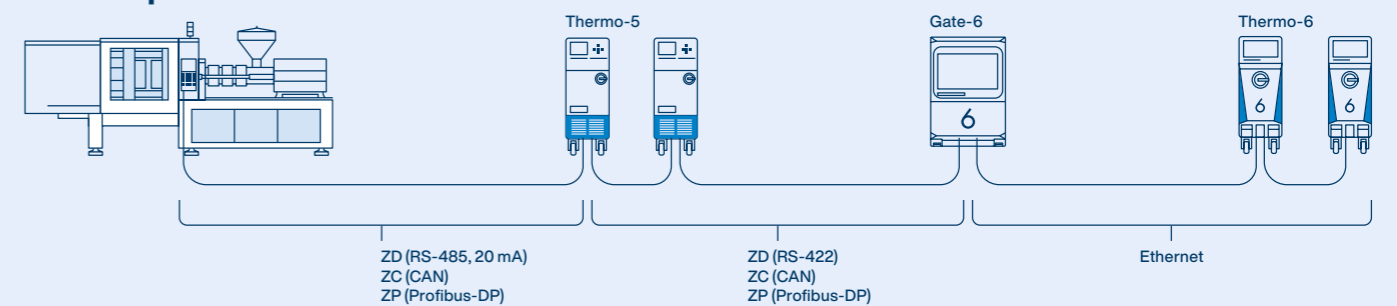 Thermo-5
Gate-6
Thermo-6
6
6
6
ZD (RS-485, 20 mA)
ZC (CAN)
ZP (Profibus-DP)
ZD (RS-422)
ZC (CAN)
ZP (Profibus-DP)
Ethernet